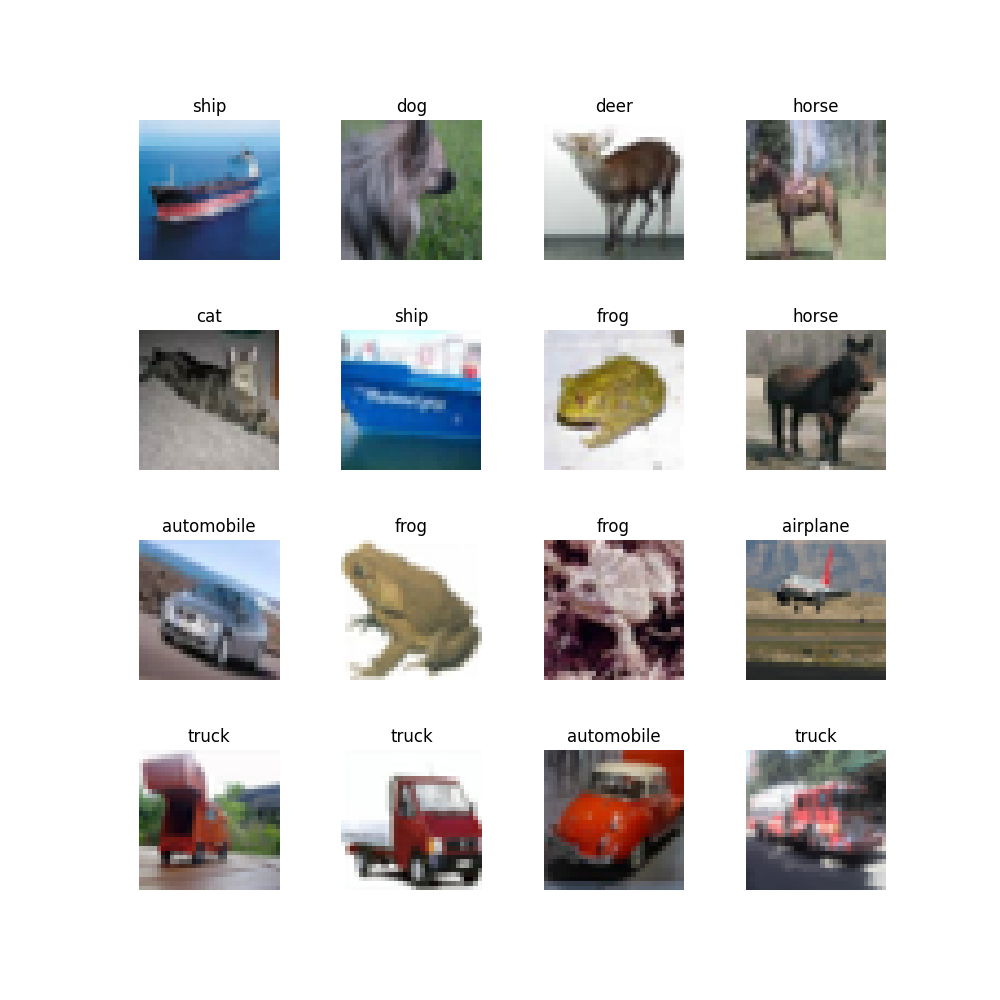 ship dog deer horse
cat ship frog horse
automobile frog frog airplane
truck truck automobile truck